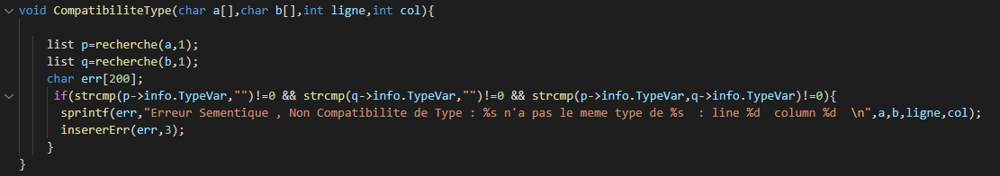 void CompatibiliteType(char a[],char b[],int ligne,int col){
list p=recherche(a,1);
list q=recherche(b,1);
char err[200];
if(strcmp(p->info.TypeVar,"")!=0 && strcmp(q->info.TypeVar,"")!=0 && strcmp(p->info.TypeVar,q->info.TypeVar)!=0){
sprintf(err,"Erreur Sementique , Non Compatibilite de Type : %s n'a pas le meme type de %s  : line %d  column %d  \n",a,b,ligne,col);
insererErr(err,3);
}
}